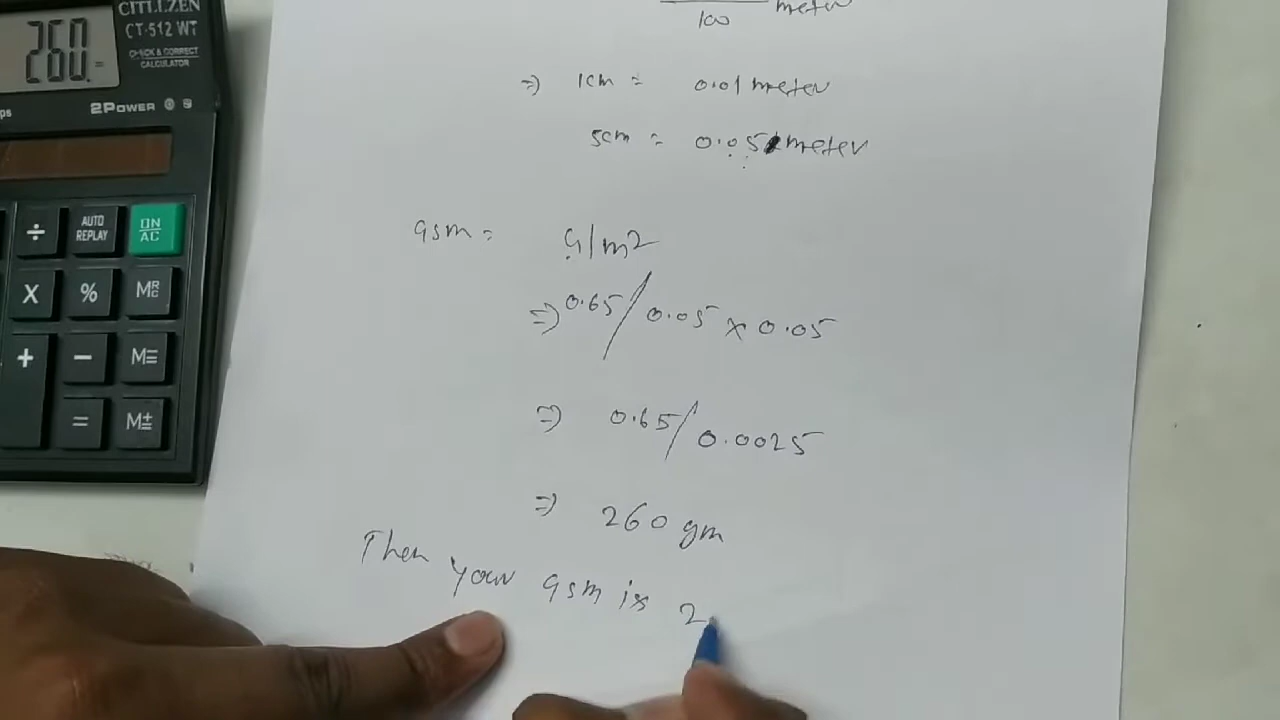 CITIZEN
CT-512 WT
CHECK & CORRECT
CALCULATOR
260.
2POWER
÷
AUTO
REPLAY
ON
AC
X
%
MR
C
+
−
M=
=
M±
100 meter
⇒ 1cm = 0.01 meter
5cm = 0.05 meter
gsm = G/m2
⇒ 0.65/0.05 x 0.05
⇒ 0.65/0.0025
⇒ 260 gm
Then your gsm is 2